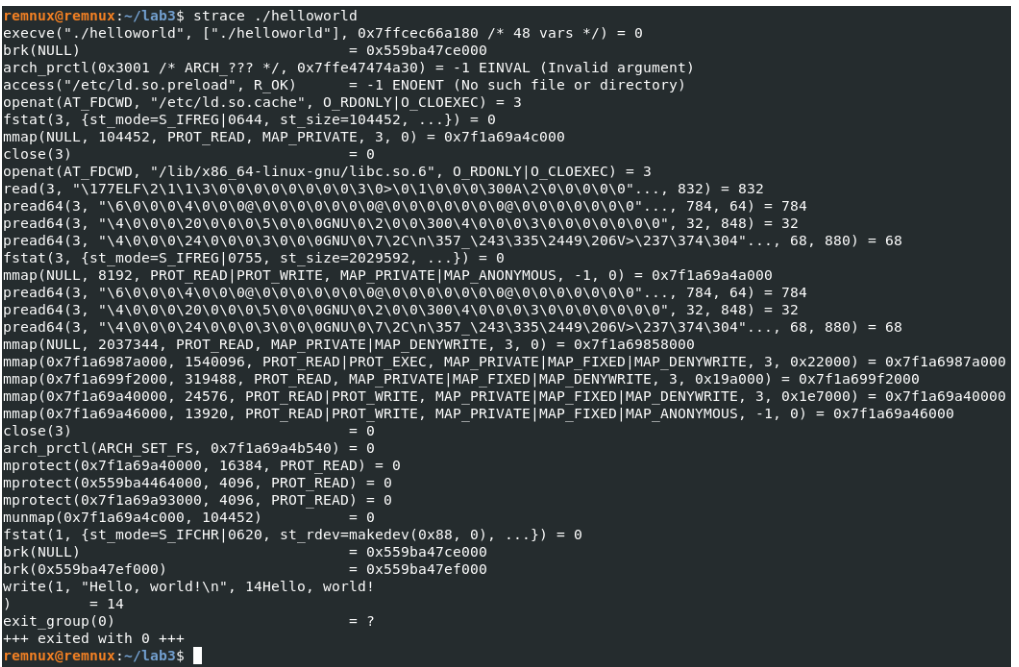 remnux@remnux:~/lab3$ strace ./helloworld
execve("./helloworld", ["./helloworld"], 0x7ffcec66a180 /* 48 vars */) = 0
brk(NULL)                               = 0x559ba47ce000
arch_prctl(0x3001 /* ARCH_??? */, 0x7ffe47474a30) = -1 EINVAL (Invalid argument)
access("/etc/ld.so.preload", R_OK)      = -1 ENOENT (No such file or directory)
openat(AT_FDCWD, "/etc/ld.so.cache", O_RDONLY|O_CLOEXEC) = 3
fstat(3, {st_mode=S_IFREG|0644, st_size=104452, ...}) = 0
mmap(NULL, 104452, PROT_READ, MAP_PRIVATE, 3, 0) = 0x7f1a69a4c000
close(3)                                = 0
openat(AT_FDCWD, "/lib/x86_64-linux-gnu/libc.so.6", O_RDONLY|O_CLOEXEC) = 3
read(3, "\177ELF\2\1\1\3\0\0\0\0\0\0\0\0\3\0>\0\1\0\0\0\300A\2\0\0\0\0\0"..., 832) = 832
pread64(3, "\6\0\0\0\4\0\0\0@\0\0\0\0\0\0\0@\0\0\0\0\0\0\0@\0\0\0\0\0\0\0"..., 784, 64) = 784
pread64(3, "\4\0\0\0\20\0\0\0\5\0\0\0GNU\0\2\0\0\300\4\0\0\0\3\0\0\0\0\0\0\0", 32, 848) = 32
pread64(3, "\4\0\0\0\24\0\0\0\3\0\0\0GNU\0\7\2C\n\357_\243\335\2449\206V>\237\374\304"..., 68, 880) = 68
fstat(3, {st_mode=S_IFREG|0755, st_size=2029592, ...}) = 0
mmap(NULL, 8192, PROT_READ|PROT_WRITE, MAP_PRIVATE|MAP_ANONYMOUS, -1, 0) = 0x7f1a69a4a000
pread64(3, "\6\0\0\0\4\0\0\0@\0\0\0\0\0\0\0@\0\0\0\0\0\0\0@\0\0\0\0\0\0\0"..., 784, 64) = 784
pread64(3, "\4\0\0\0\20\0\0\0\5\0\0\0GNU\0\2\0\0\300\4\0\0\0\3\0\0\0\0\0\0\0", 32, 848) = 32
pread64(3, "\4\0\0\0\24\0\0\0\3\0\0\0GNU\0\7\2C\n\357_\243\335\2449\206V>\237\374\304"..., 68, 880) = 68
mmap(NULL, 2037344, PROT_READ, MAP_PRIVATE|MAP_DENYWRITE, 3, 0) = 0x7f1a69858000
mmap(0x7f1a6987a000, 1540096, PROT_READ|PROT_EXEC, MAP_PRIVATE|MAP_FIXED|MAP_DENYWRITE, 3, 0x22000) = 0x7f1a6987a000
mmap(0x7f1a699f2000, 319488, PROT_READ, MAP_PRIVATE|MAP_FIXED|MAP_DENYWRITE, 3, 0x19a000) = 0x7f1a699f2000
mmap(0x7f1a69a40000, 24576, PROT_READ|PROT_WRITE, MAP_PRIVATE|MAP_FIXED|MAP_DENYWRITE, 3, 0x1e7000) = 0x7f1a69a40000
mmap(0x7f1a69a46000, 13920, PROT_READ|PROT_WRITE, MAP_PRIVATE|MAP_FIXED|MAP_ANONYMOUS, -1, 0) = 0x7f1a69a46000
close(3)                                = 0
arch_prctl(ARCH_SET_FS, 0x7f1a69a4b540) = 0
mprotect(0x7f1a69a40000, 16384, PROT_READ) = 0
mprotect(0x559ba4464000, 4096, PROT_READ) = 0
mprotect(0x7f1a69a93000, 4096, PROT_READ) = 0
munmap(0x7f1a69a4c000, 104452)          = 0
fstat(1, {st_mode=S_IFCHR|0620, st_rdev=makedev(0x88, 0), ...}) = 0
brk(NULL)                               = 0x559ba47ce000
brk(0x559ba47ef000)                     = 0x559ba47ef000
write(1, "Hello, world!\n", 14Hello, world!
)         = 14
exit_group(0)                           = ?
+++ exited with 0 +++
remnux@remnux:~/lab3$